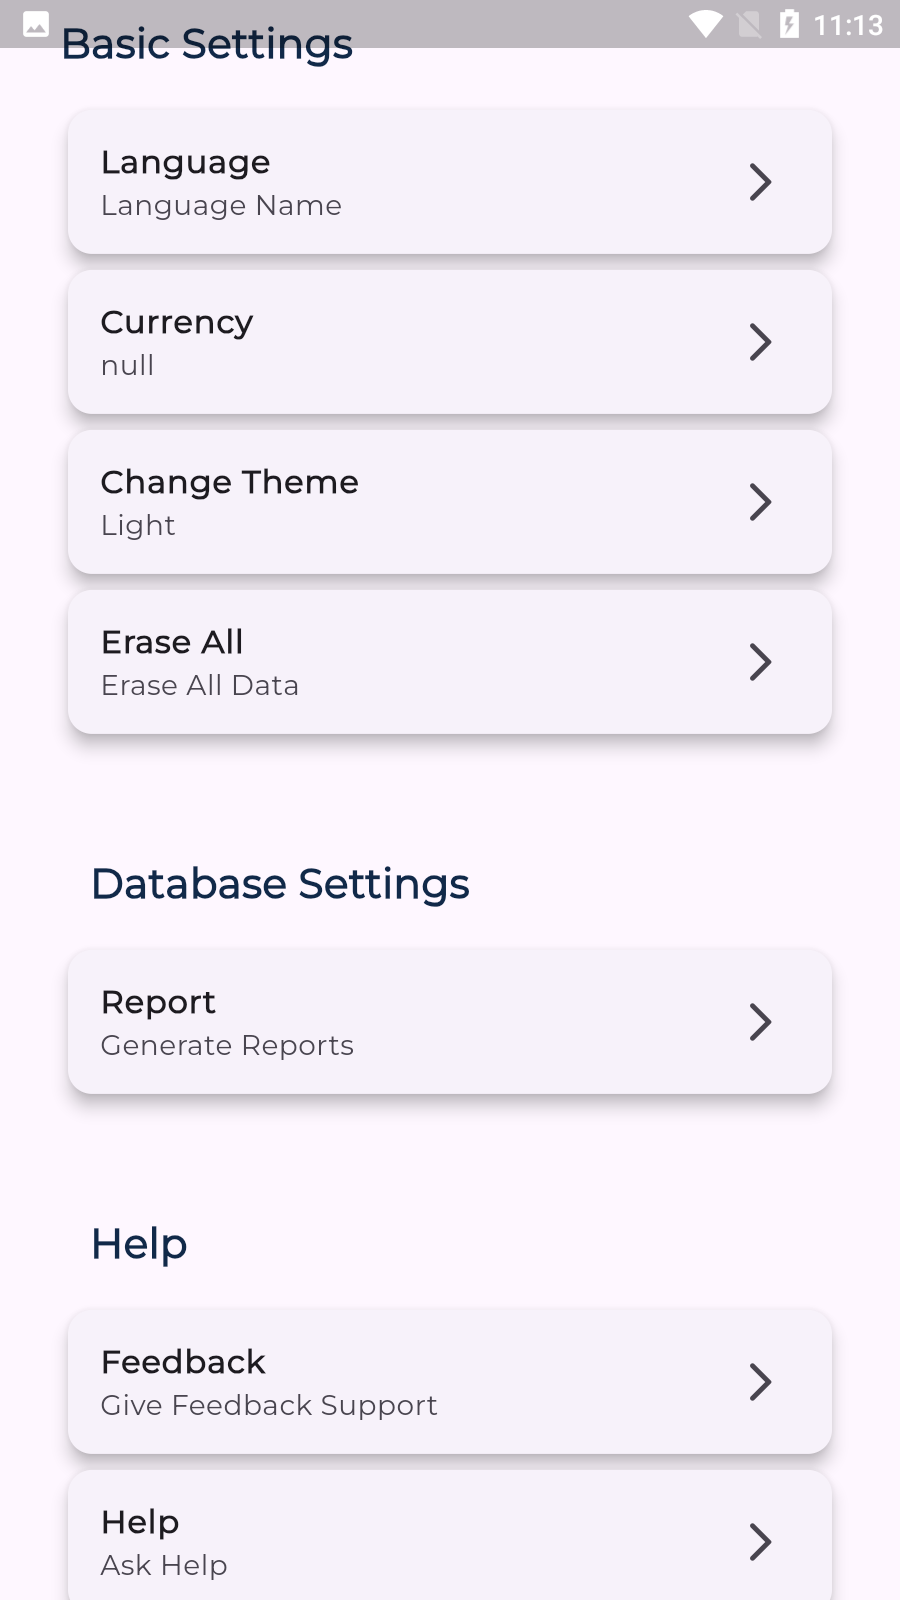 11:13
Basic Settings
Language
Language Name
Currency
null
Change Theme
Light
Erase All
Erase All Data
Database Settings
Report
Generate Reports
Help
Feedback
Give Feedback Support
Help
Ask Help